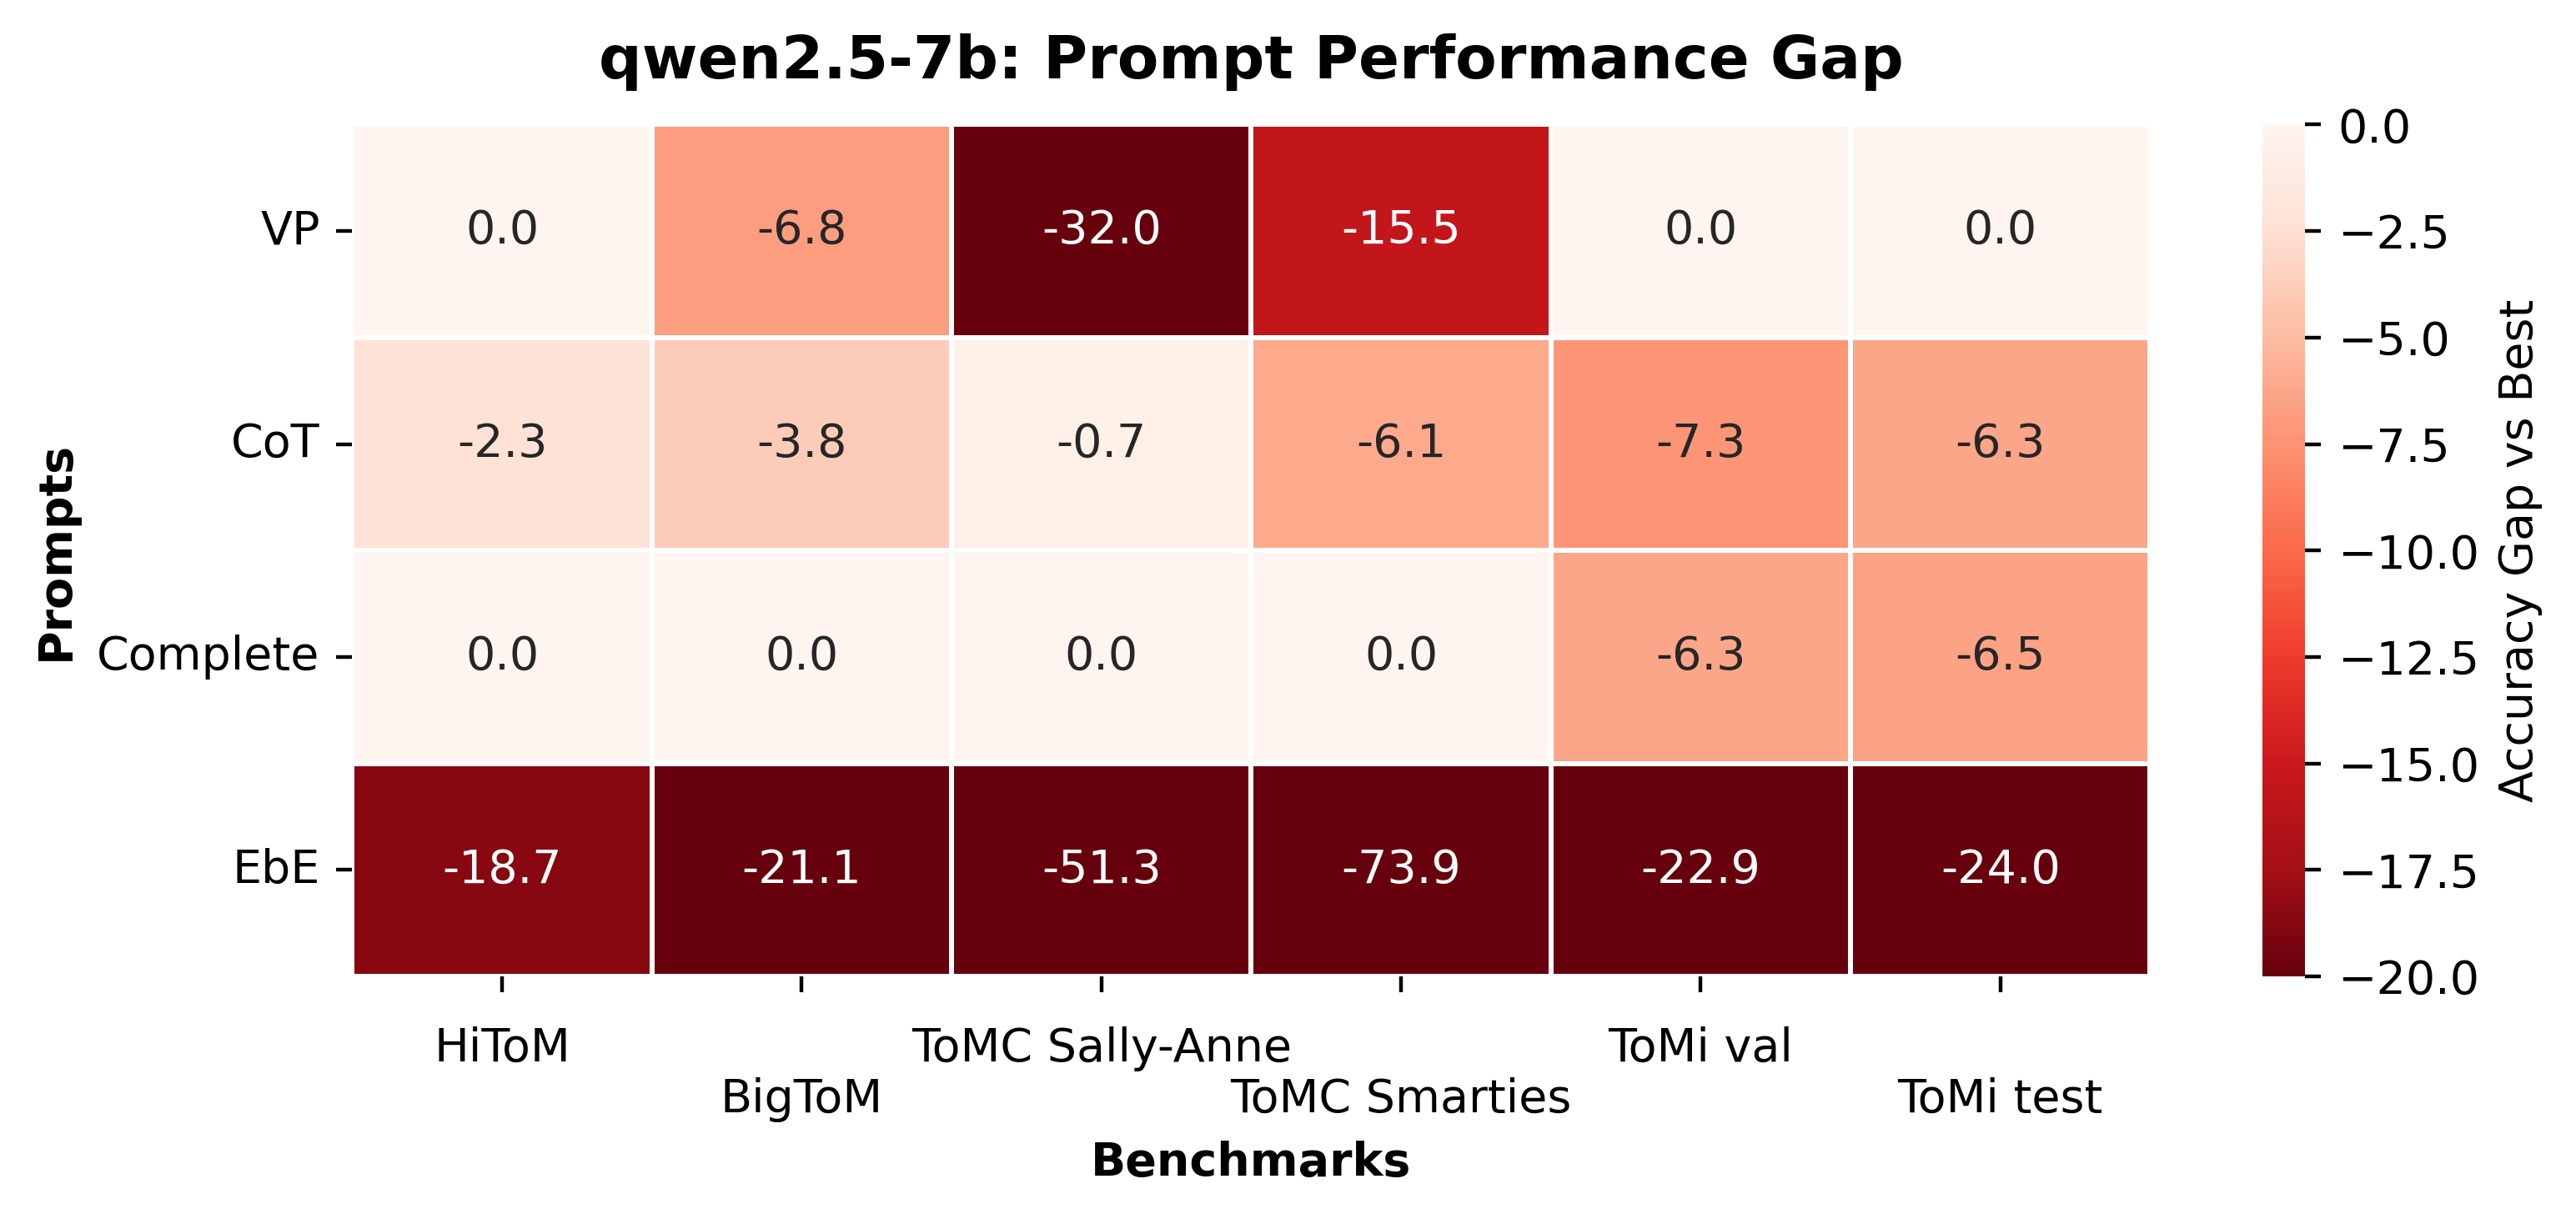 qwen2.5-7b: Prompt Performance Gap
Prompts
VP
0.0 -6.8 -32.0 -15.5 0.0 0.0
CoT
-2.3 -3.8 -0.7 -6.1 -7.3 -6.3
Complete
0.0 0.0 0.0 0.0 -6.3 -6.5
EbE
-18.7 -21.1 -51.3 -73.9 -22.9 -24.0
HiToM
BigToM
ToMC Sally-Anne
ToMC Smarties
ToMi val
ToMi test
Benchmarks
0.0
−2.5
−5.0
−7.5
−10.0
−12.5
−15.0
−17.5
−20.0
Accuracy Gap vs Best